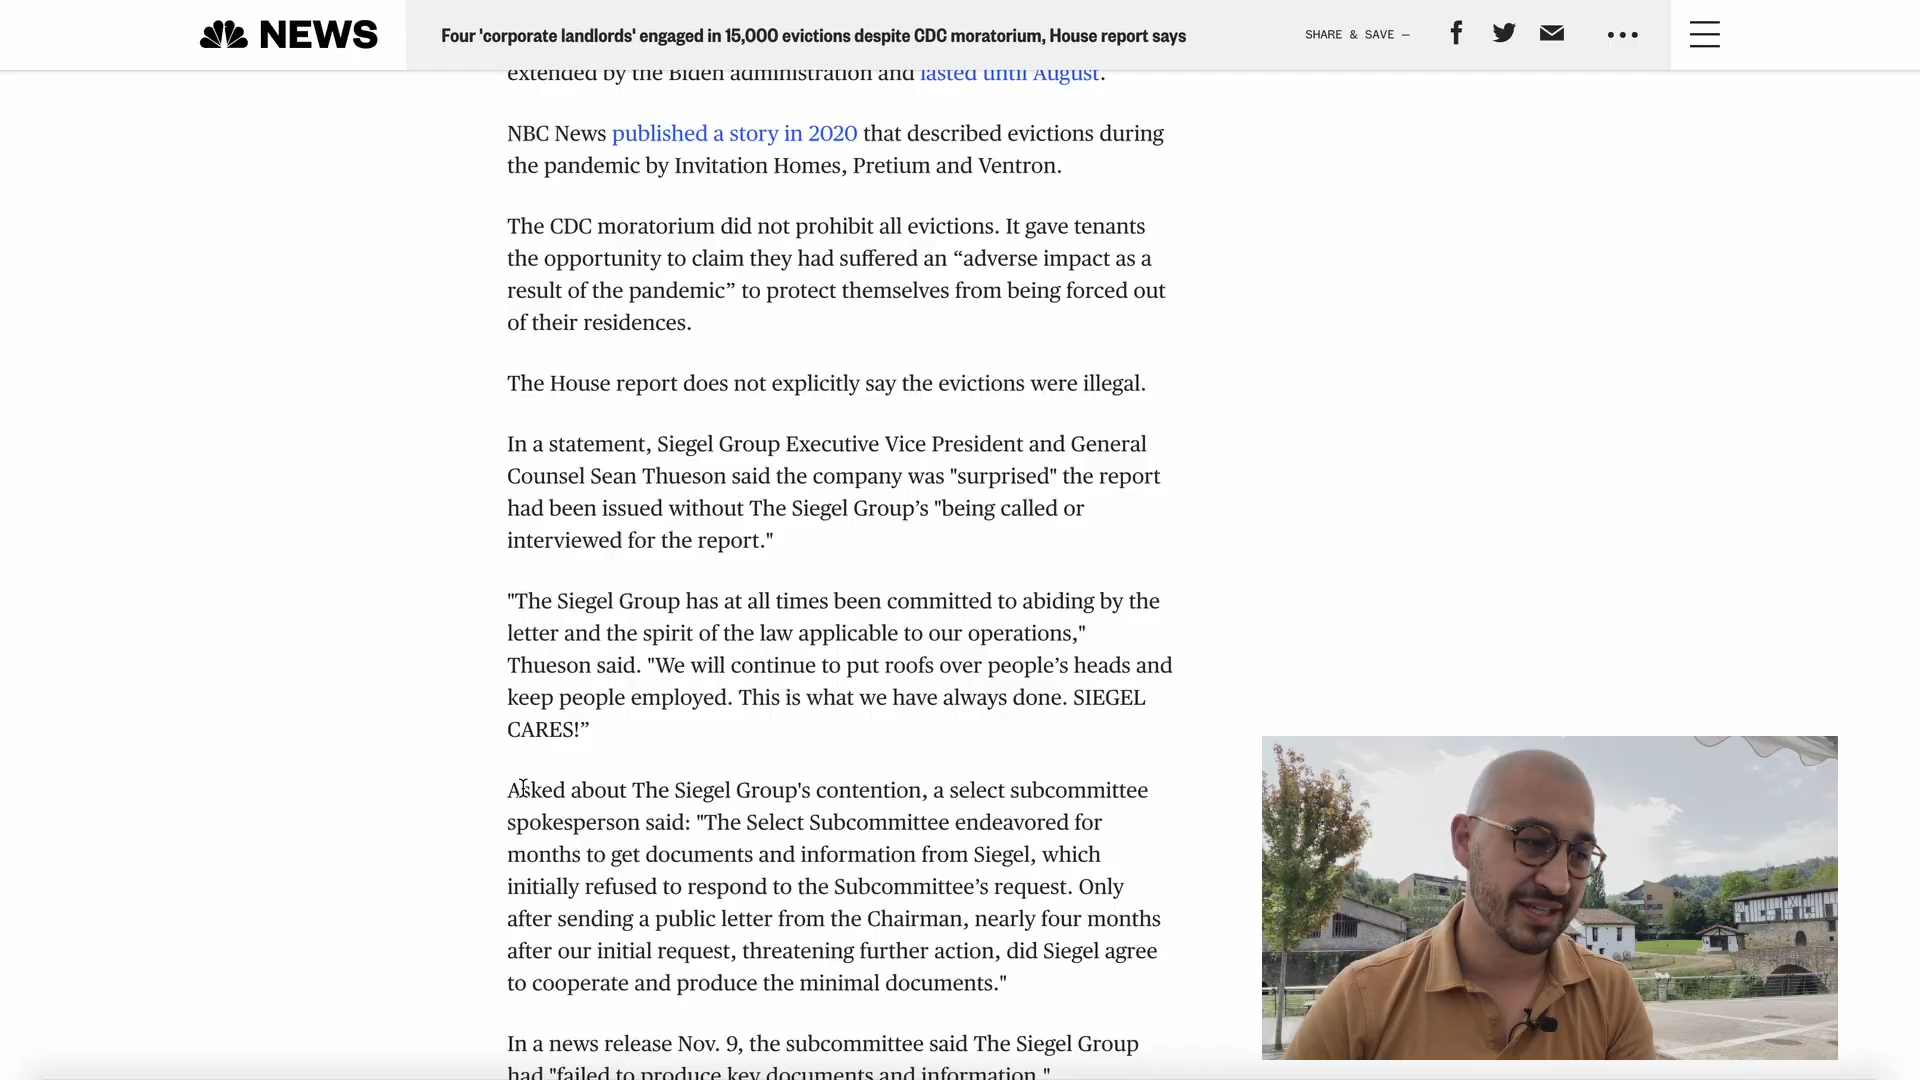 NEWS
Four 'corporate landlords' engaged in 15,000 evictions despite CDC moratorium, House report says
SHARE & SAVE —
extended by the Biden administration and lasted until August.
NBC News published a story in 2020 that described evictions during
the pandemic by Invitation Homes, Pretium and Ventron.
The CDC moratorium did not prohibit all evictions. It gave tenants
the opportunity to claim they had suffered an “adverse impact as a
result of the pandemic” to protect themselves from being forced out
of their residences.
The House report does not explicitly say the evictions were illegal.
In a statement, Siegel Group Executive Vice President and General
Counsel Sean Thueson said the company was "surprised" the report
had been issued without The Siegel Group’s "being called or
interviewed for the report."
"The Siegel Group has at all times been committed to abiding by the
letter and the spirit of the law applicable to our operations,"
Thueson said. "We will continue to put roofs over people’s heads and
keep people employed. This is what we have always done. SIEGEL
CARES!”
Asked about The Siegel Group's contention, a select subcommittee
spokesperson said: "The Select Subcommittee endeavored for
months to get documents and information from Siegel, which
initially refused to respond to the Subcommittee’s request. Only
after sending a public letter from the Chairman, nearly four months
after our initial request, threatening further action, did Siegel agree
to cooperate and produce the minimal documents."
In a news release Nov. 9, the subcommittee said The Siegel Group
had "failed to produce key documents and information."